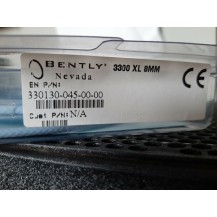 BENTLY® 3300 XL 8MM
Nevada
BN P/N:
330130-045-00-00
Cust P/N: N/A
CE